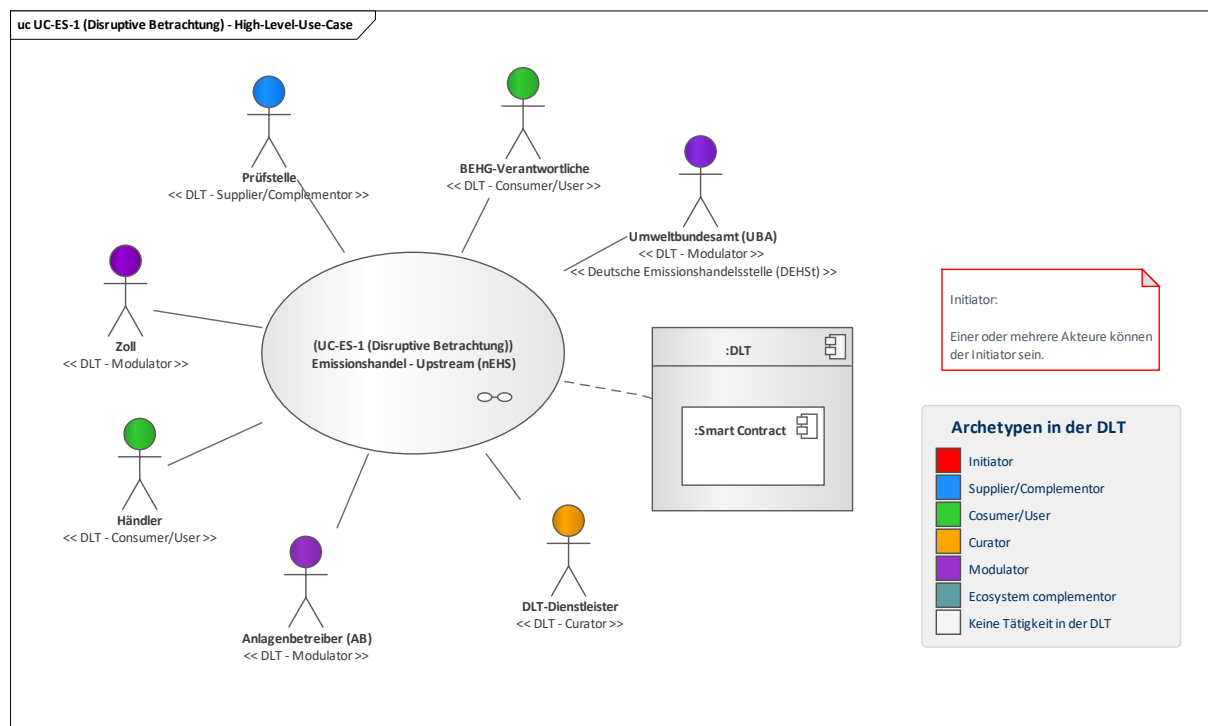 uc UC-ES-1 (Disruptive Betrachtung) - High-Level-Use-Case
Prüfstelle
<< DLT - Supplier/Complementor >>
BEHG-Verantwortliche
<< DLT - Consumer/User >>
Umweltbundesamt (UBA)
<< DLT - Modulator >>
<< Deutsche Emissionshandelsstelle (DEHSt) >>
Zoll
<< DLT - Modulator >>
(UC-ES-1 (Disruptive Betrachtung))
Emissionshandel - Upstream (nEHS)
:DLT
:Smart Contract
Initiator:
Einer oder mehrere Akteure können
der Initiator sein.
Händler
<< DLT - Consumer/User >>
Anlagenbetreiber (AB)
<< DLT - Modulator >>
DLT-Dienstleister
<< DLT - Curator >>
Archetypen in der DLT
Initiator
Supplier/Complementor
Cosumer/User
Curator
Modulator
Ecosystem complementor
Keine Tätigkeit in der DLT